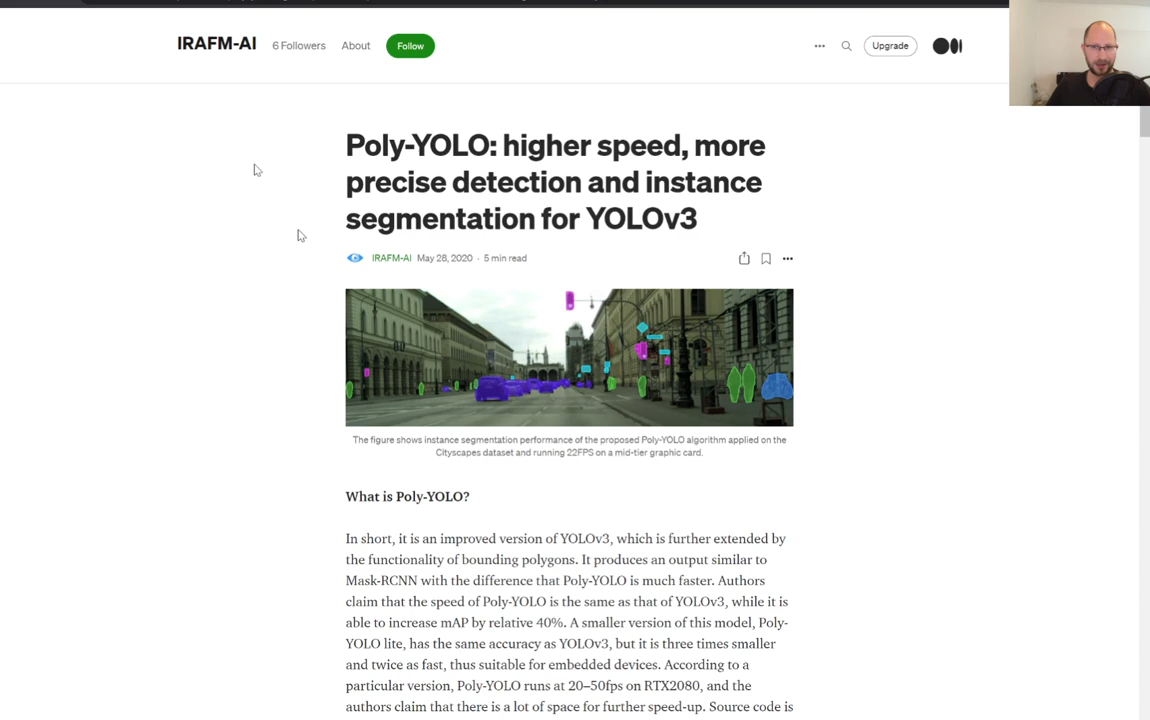 IRAFM-AI
6 Followers
About
Follow
Upgrade
Poly-YOLO: higher speed, more
precise detection and instance
segmentation for YOLOv3
IRAFM-AI May 28, 2020 · 5 min read
The figure shows instance segmentation performance of the proposed Poly-YOLO algorithm applied on the
Cityscapes dataset and running 22FPS on a mid-tier graphic card.
What is Poly-YOLO?
In short, it is an improved version of YOLOv3, which is further extended by
the functionality of bounding polygons. It produces an output similar to
Mask-RCNN with the difference that Poly-YOLO is much faster. Authors
claim that the speed of Poly-YOLO is the same as that of YOLOv3, while it is
able to increase mAP by relative 40%. A smaller version of this model, Poly-
YOLO lite, has the same accuracy as YOLOv3, but it is three times smaller
and twice as fast, thus suitable for embedded devices. According to a
particular version, Poly-YOLO runs at 20–50fps on RTX2080, and the
authors claim that there is a lot of space for further speed-up. Source code is